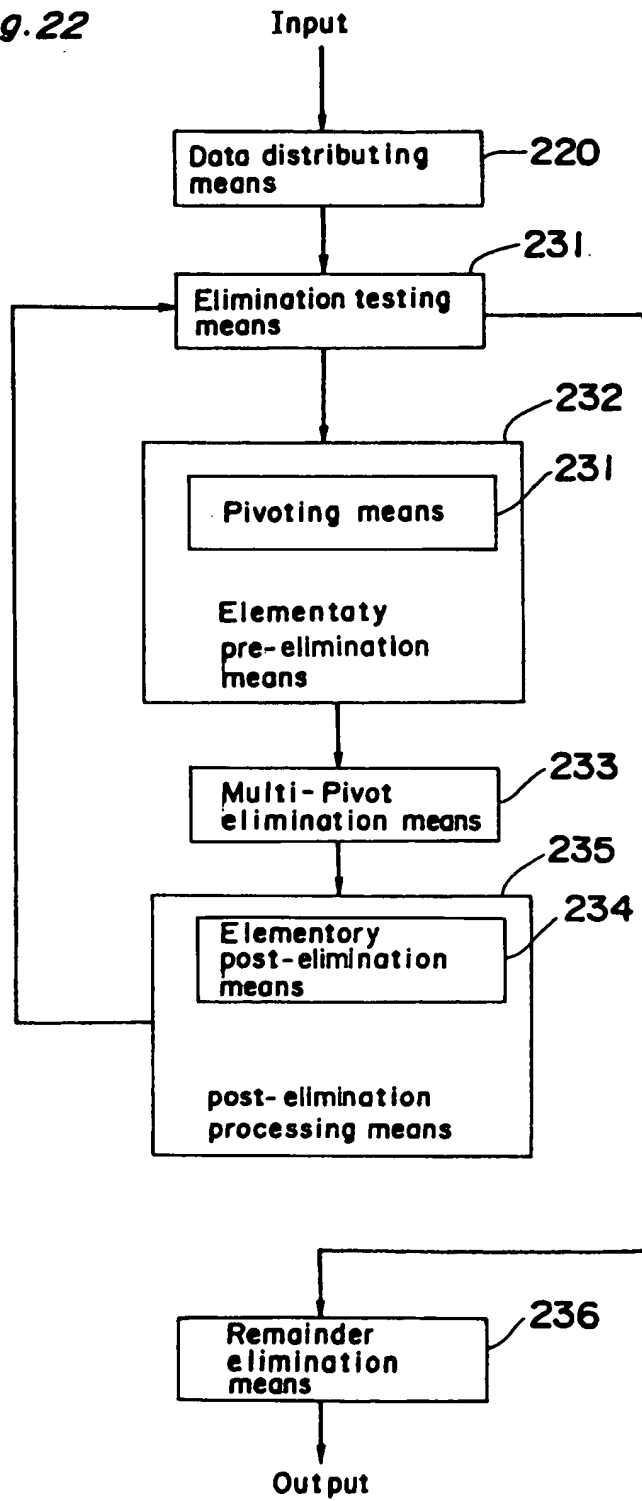 g.22
Input
Data distributing
means
220
231
Elimination testing
means
232
231
Pivoting means
Elementaty
pre-elimination
means
233
Multi-Pivot
elimination means
235
234
Elementory
post-elimination
means
post-elimination
processing means
236
Remainder
elimination
means
Output